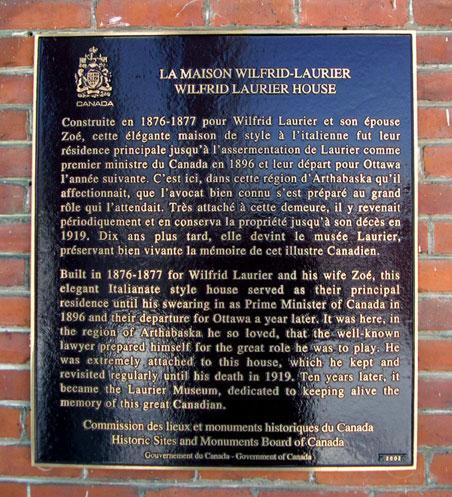 CANADA
LA MAISON WILFRID-LAURIER
WILFRID LAURIER HOUSE
Construite en 1876-1877 pour Wilfrid Laurier et son épouse
Zoé, cette élégante maison de style à l'italienne fut leur
résidence principale jusqu'à l'assermentation de Laurier comme
premier ministre du Canada en 1896 et leur départ pour Ottawa
l'année suivante. C'est ici, dans cette région d'Arthabaska qu'il
affectionnait, que l'avocat bien connu s'est préparé au grand
rôle qui l'attendait. Très attaché à cette demeure, il y revenait
périodiquement et en conserva la propriété jusqu'à son décès en
1919. Dix ans plus tard, elle devint le musée Laurier,
préservant bien vivante la mémoire de cet illustre Canadien.
Built in 1876-1877 for Wilfrid Laurier and his wife Zoé, this
elegant Italianate style house served as their principal
residence until his swearing in as Prime Minister of Canada in
1896 and their departure for Ottawa a year later. It was here, in
the region of Arthabaska he so loved, that the well-known
lawyer prepared himself for the great role he was to play. He
was extremely attached to this house, which he kept and
revisited regularly until his death in 1919. Ten years later, it
became the Laurier Museum, dedicated to keeping alive the
memory of this great Canadian.
Commission des lieux et monuments historiques du Canada
Historic Sites and Monuments Board of Canada
Gouvernement du Canada - Government of Canada
2002